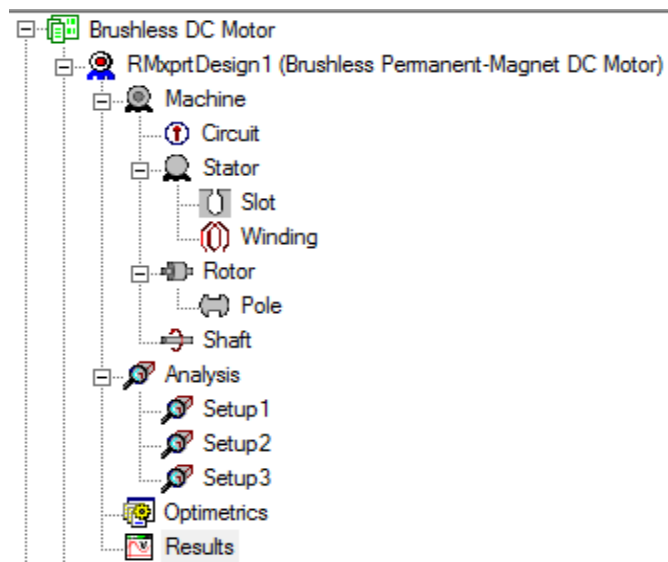 Brushless DC Motor
RMxprtDesign1 (Brushless Permanent-Magnet DC Motor)
Machine
Circuit
Stator
Slot
Winding
Rotor
Pole
Shaft
Analysis
Setup1
Setup2
Setup3
Optimetrics
Results